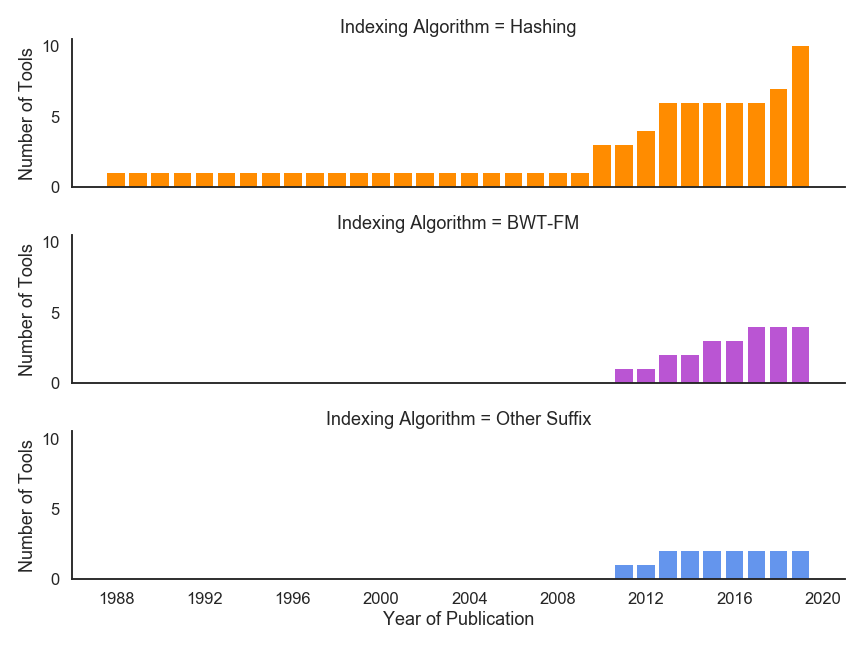 Indexing Algorithm = Hashing
10
5
0
Number of Tools
Indexing Algorithm = BWT-FM
10
5
0
Number of Tools
Indexing Algorithm = Other Suffix
10
5
0
Number of Tools
1988 1992 1996 2000 2004 2008 2012 2016 2020
Year of Publication